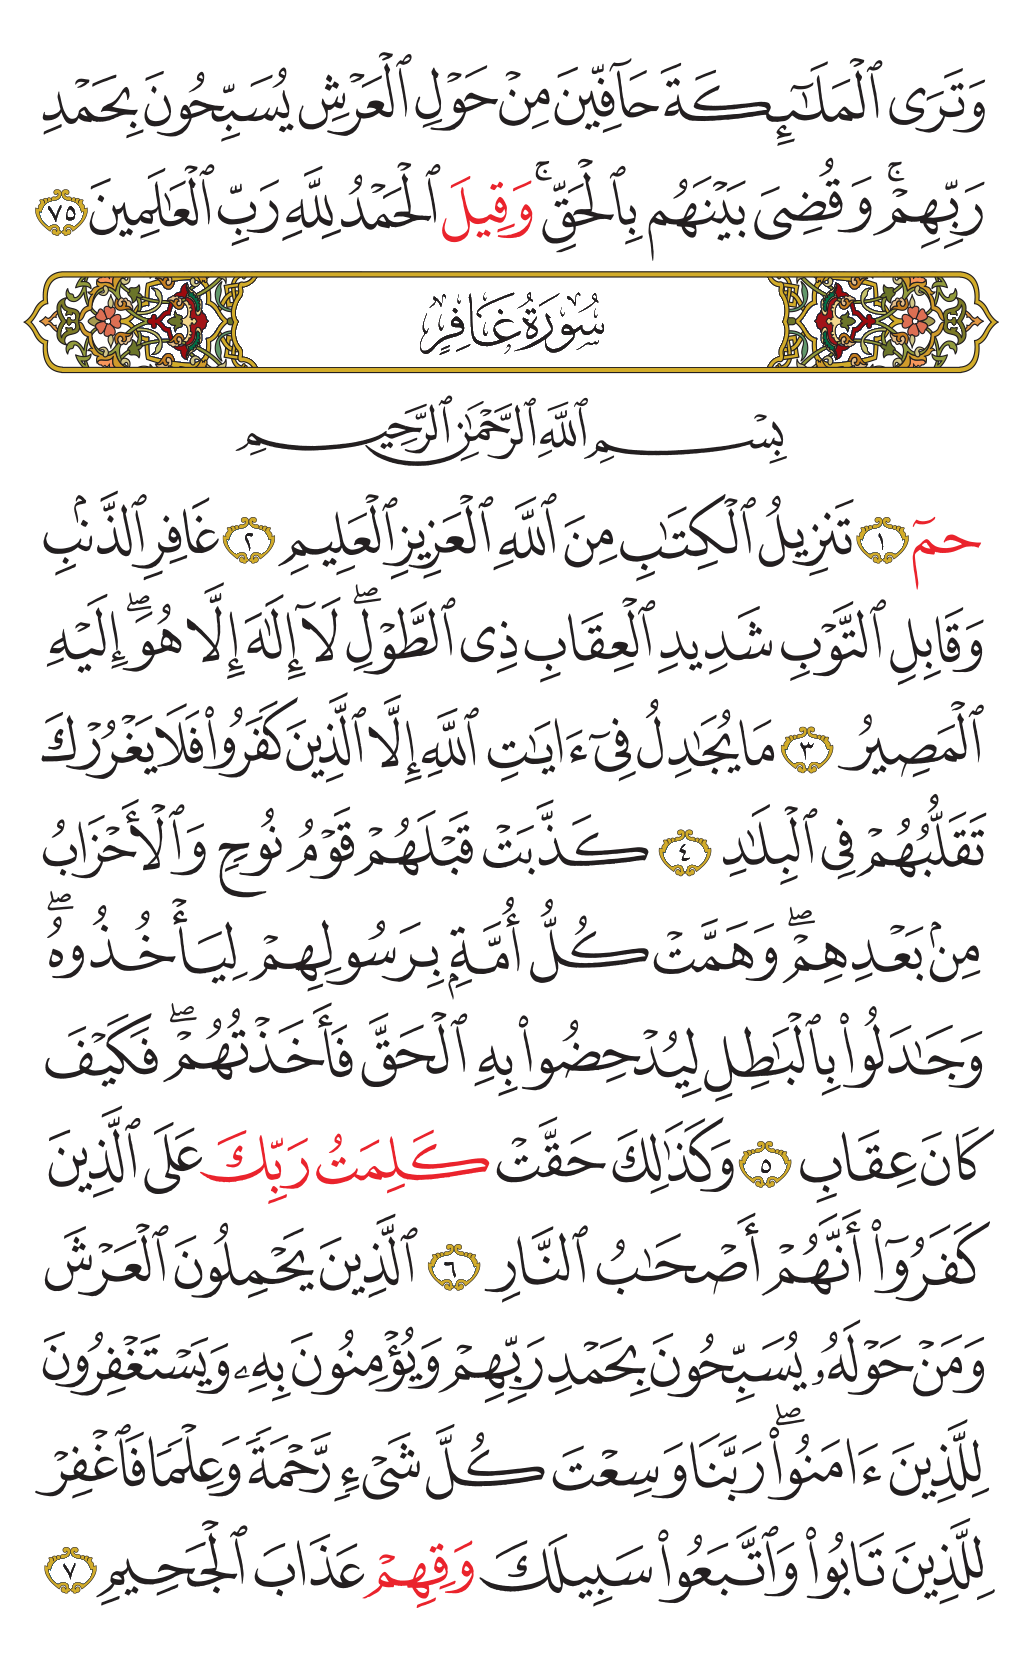 وَتَرَى ٱلْمَلَـٰٓئِكَةَ حَآفِّينَ مِنْ حَوْلِ ٱلْعَرْشِ يُسَبِّحُونَ بِحَمْدِ
رَبِّهِمْ ۚ وَقُضِىَ بَيْنَهُم بِٱلْحَقِّ ۚ وَقِيلَ ٱلْحَمْدُ لِلَّهِ رَبِّ ٱلْعَـٰلَمِينَ ٧٥
سُورَةُ غَافِرٍ
بِسْمِ ٱللَّهِ ٱلرَّحْمَـٰنِ ٱلرَّحِيمِ
حمٓ ١ تَنزِيلُ ٱلْكِتَـٰبِ مِنَ ٱللَّهِ ٱلْعَزِيزِ ٱلْعَلِيمِ ٢ غَافِرِ ٱلذَّنۢبِ
وَقَابِلِ ٱلتَّوْبِ شَدِيدِ ٱلْعِقَابِ ذِى ٱلطَّوْلِ ۖ لَآ إِلَـٰهَ إِلَّا هُوَ ۖ إِلَيْهِ
ٱلْمَصِيرُ ٣ مَا يُجَـٰدِلُ فِىٓ ءَايَـٰتِ ٱللَّهِ إِلَّا ٱلَّذِينَ كَفَرُوا۟ فَلَا يَغْرُرْكَ
تَقَلُّبُهُمْ فِى ٱلْبِلَـٰدِ ٤ كَذَّبَتْ قَبْلَهُمْ قَوْمُ نُوحٍ وَٱلْأَحْزَابُ
مِنۢ بَعْدِهِمْ ۖ وَهَمَّتْ كُلُّ أُمَّةٍۭ بِرَسُولِهِمْ لِيَأْخُذُوهُ ۖ
وَجَـٰدَلُوا۟ بِٱلْبَـٰطِلِ لِيُدْحِضُوا۟ بِهِ ٱلْحَقَّ فَأَخَذْتُهُمْ ۖ فَكَيْفَ
كَانَ عِقَابِ ٥ وَكَذَٰلِكَ حَقَّتْ كَلِمَتُ رَبِّكَ عَلَى ٱلَّذِينَ
كَفَرُوٓا۟ أَنَّهُمْ أَصْحَـٰبُ ٱلنَّارِ ٦ ٱلَّذِينَ يَحْمِلُونَ ٱلْعَرْشَ
وَمَنْ حَوْلَهُۥ يُسَبِّحُونَ بِحَمْدِ رَبِّهِمْ وَيُؤْمِنُونَ بِهِۦ وَيَسْتَغْفِرُونَ
لِلَّذِينَ ءَامَنُوا۟ ۖ رَبَّنَا وَسِعْتَ كُلَّ شَىْءٍ رَّحْمَةً وَعِلْمًا فَٱغْفِرْ
لِلَّذِينَ تَابُوا۟ وَٱتَّبَعُوا۟ سَبِيلَكَ وَقِهِمْ عَذَابَ ٱلْجَحِيمِ ٧